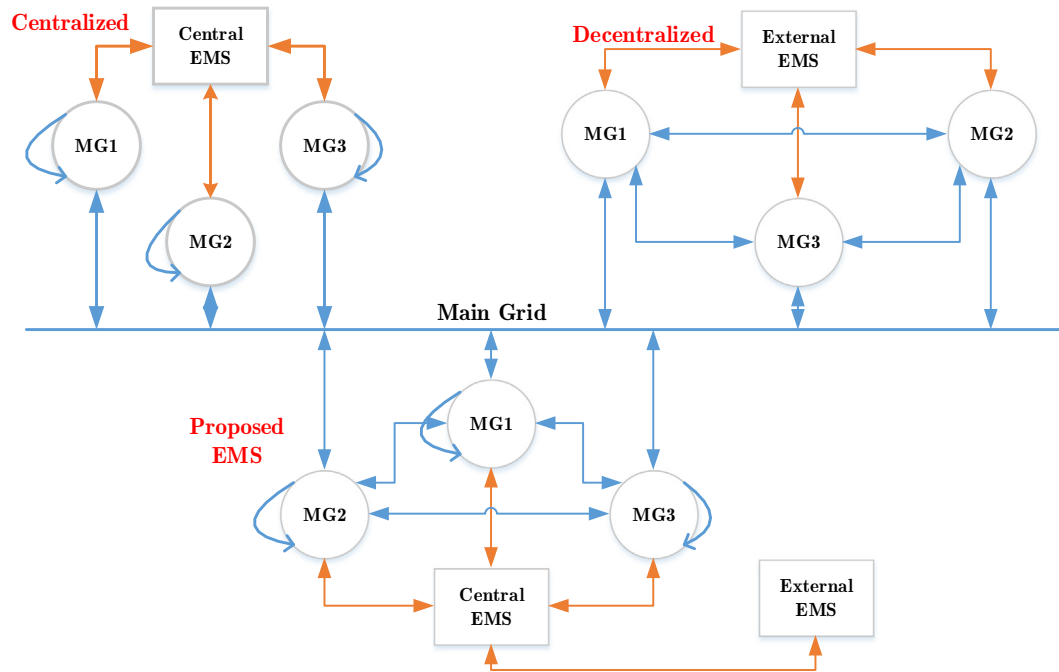 Centralized
Central
EMS
MG1
MG3
MG2
Decentralized
External
EMS
MG1
MG2
MG3
Main Grid
Proposed
EMS
MG1
MG2
MG3
Central
EMS
External
EMS